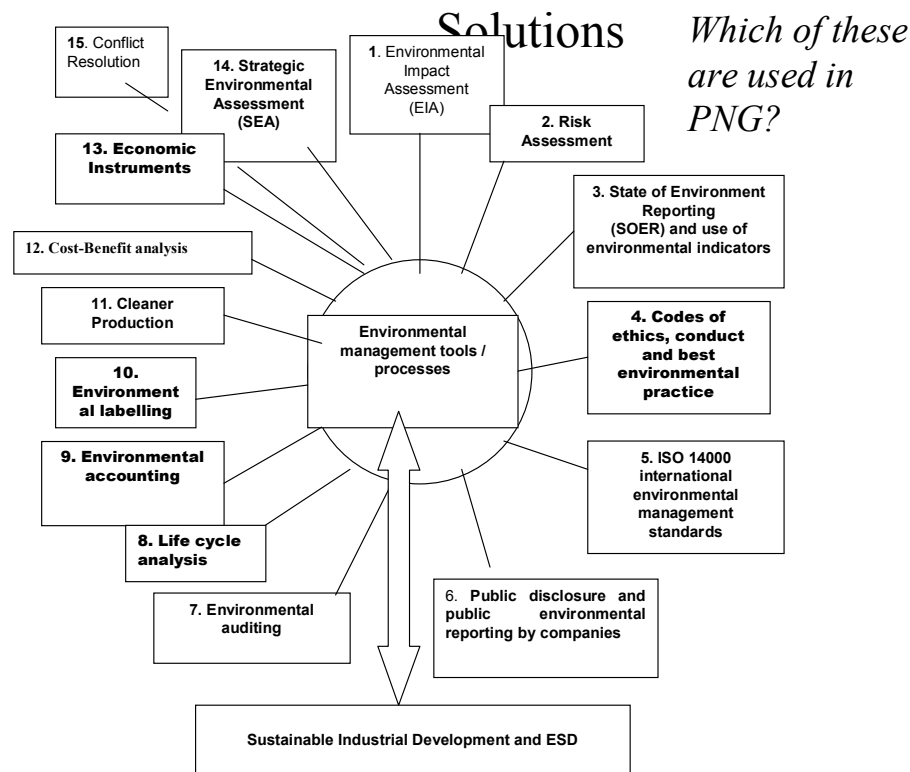 Solutions
Which of these
are used in
PNG?
15. Conflict
Resolution
14. Strategic
Environmental
Assessment
(SEA)
1. Environmental
Impact
Assessment
(EIA)
2. Risk
Assessment
13. Economic
Instruments
3. State of Environment
Reporting
(SOER) and use of
environmental indicators
12. Cost-Benefit analysis
11. Cleaner
Production
Environmental
management tools /
processes
4. Codes of
ethics, conduct
and best
environmental
practice
10.
Environment
al labelling
9. Environmental
accounting
5. ISO 14000
international
environmental
management
standards
8. Life cycle
analysis
7. Environmental
auditing
6. Public disclosure and
public environmental
reporting by companies
Sustainable Industrial Development and ESD